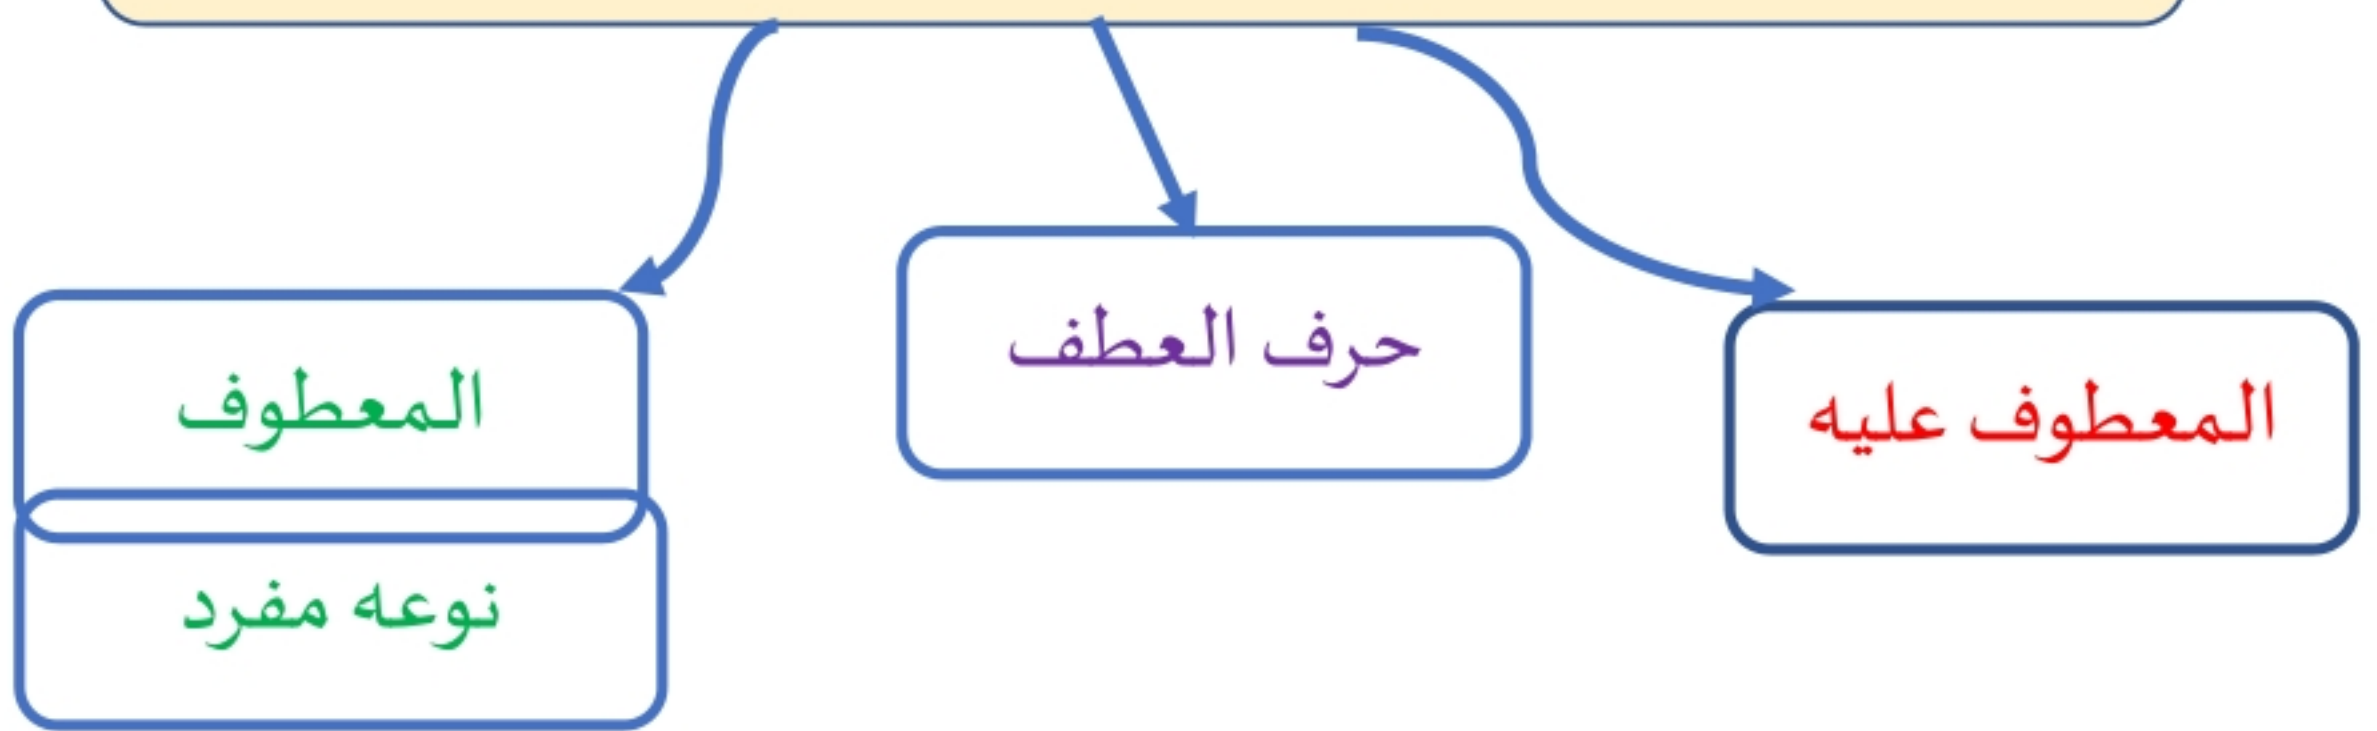 المعطوف عليه
حرف العطف
المعطوف
نوعه مفرد